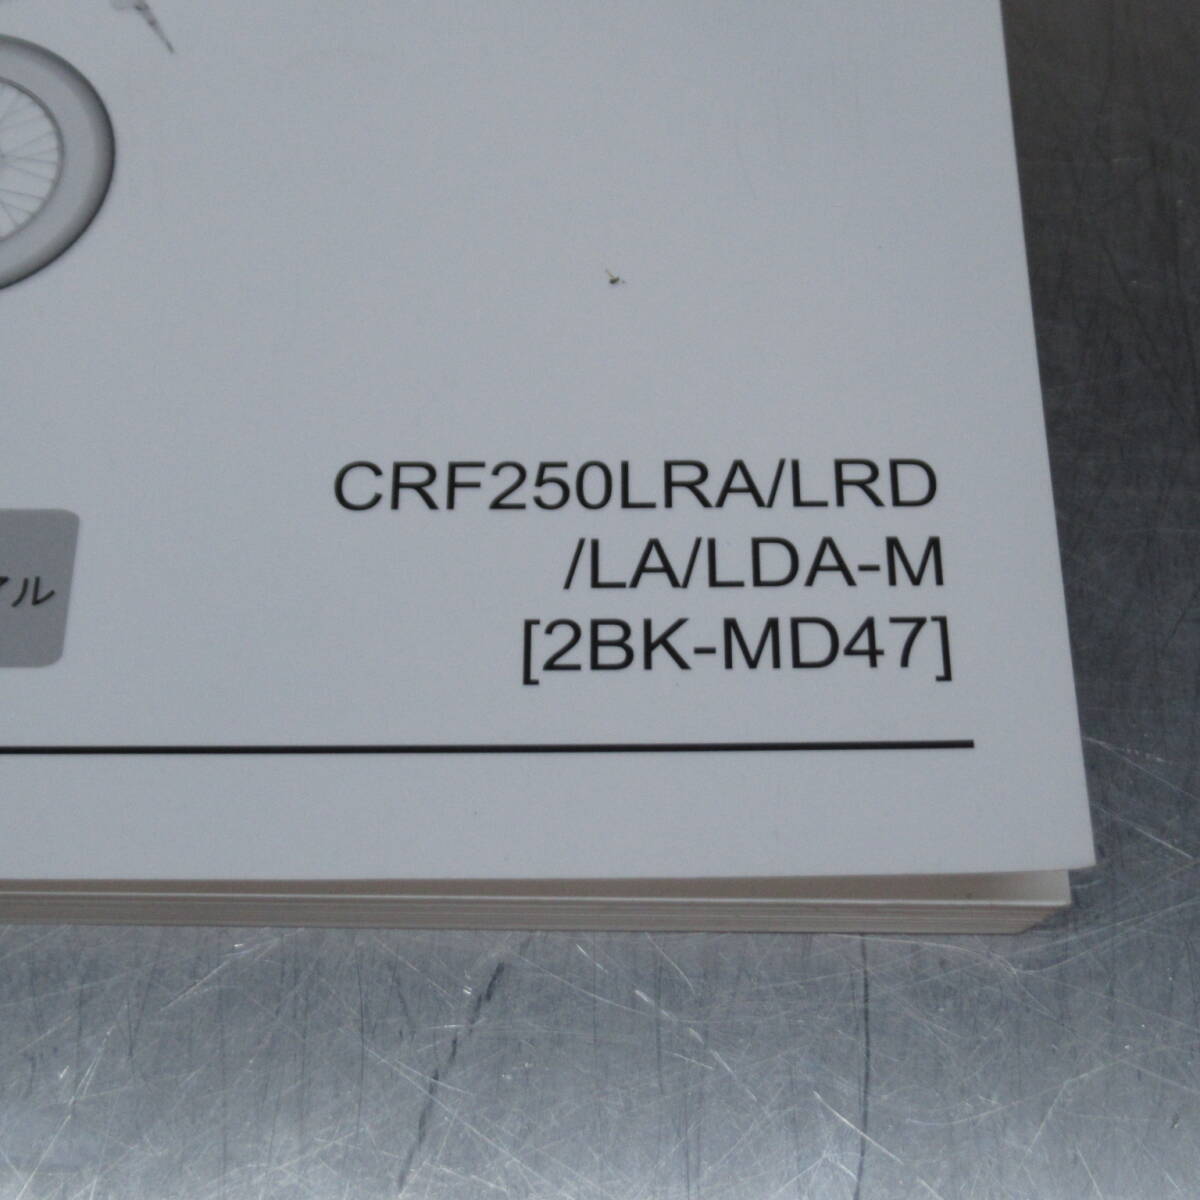 CRF250LRA/LRD
/LA/LDA-M
[2BK-MD47]
アル